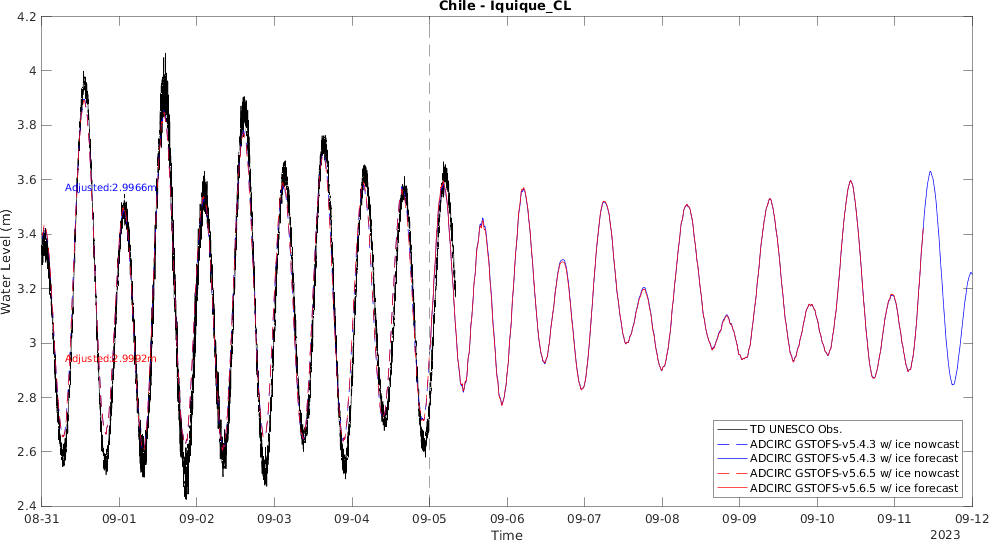 Chile - Iquique_CL
4.2
4
3.8
3.6
3.4
3.2
3
2.8
2.6
2.4
Water Level (m)
Adjusted:2.9966m
Adjusted:2.9992m
TD UNESCO Obs.
ADCIRC GSTOFS-v5.4.3 w/ ice nowcast
ADCIRC GSTOFS-v5.4.3 w/ ice forecast
ADCIRC GSTOFS-v5.6.5 w/ ice nowcast
ADCIRC GSTOFS-v5.6.5 w/ ice forecast
08-31 09-01 09-02 09-03 09-04 09-05 09-06 09-07 09-08 09-09 09-10 09-11 09-12
Time
2023